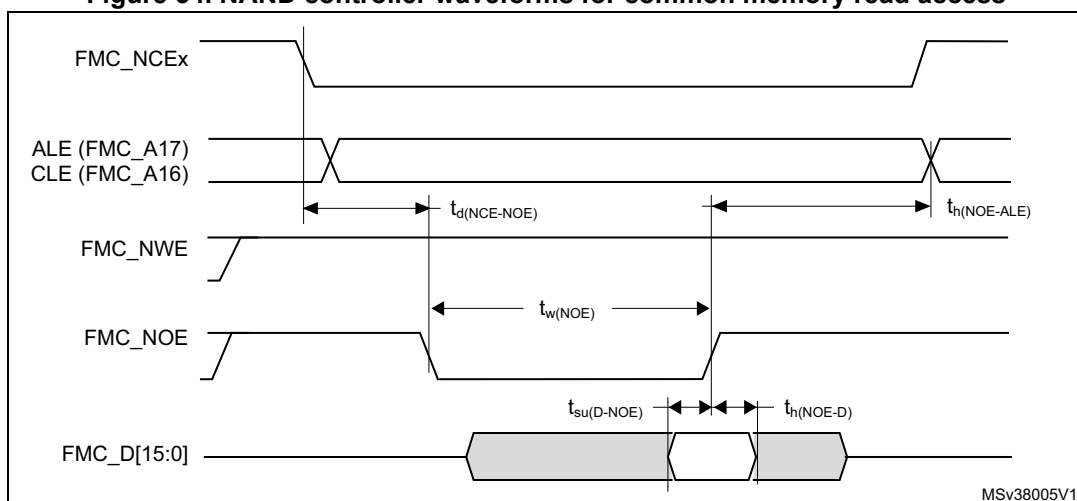 Figure 34. NAND controller waveforms for common memory read access
FMC_NCEx
ALE (FMC_A17)
CLE (FMC_A16)
td(NCE-NOE)
th(NOE-ALE)
FMC_NWE
tw(NOE)
FMC_NOE
tsu(D-NOE)
th(NOE-D)
FMC_D[15:0]
MSv38005V1